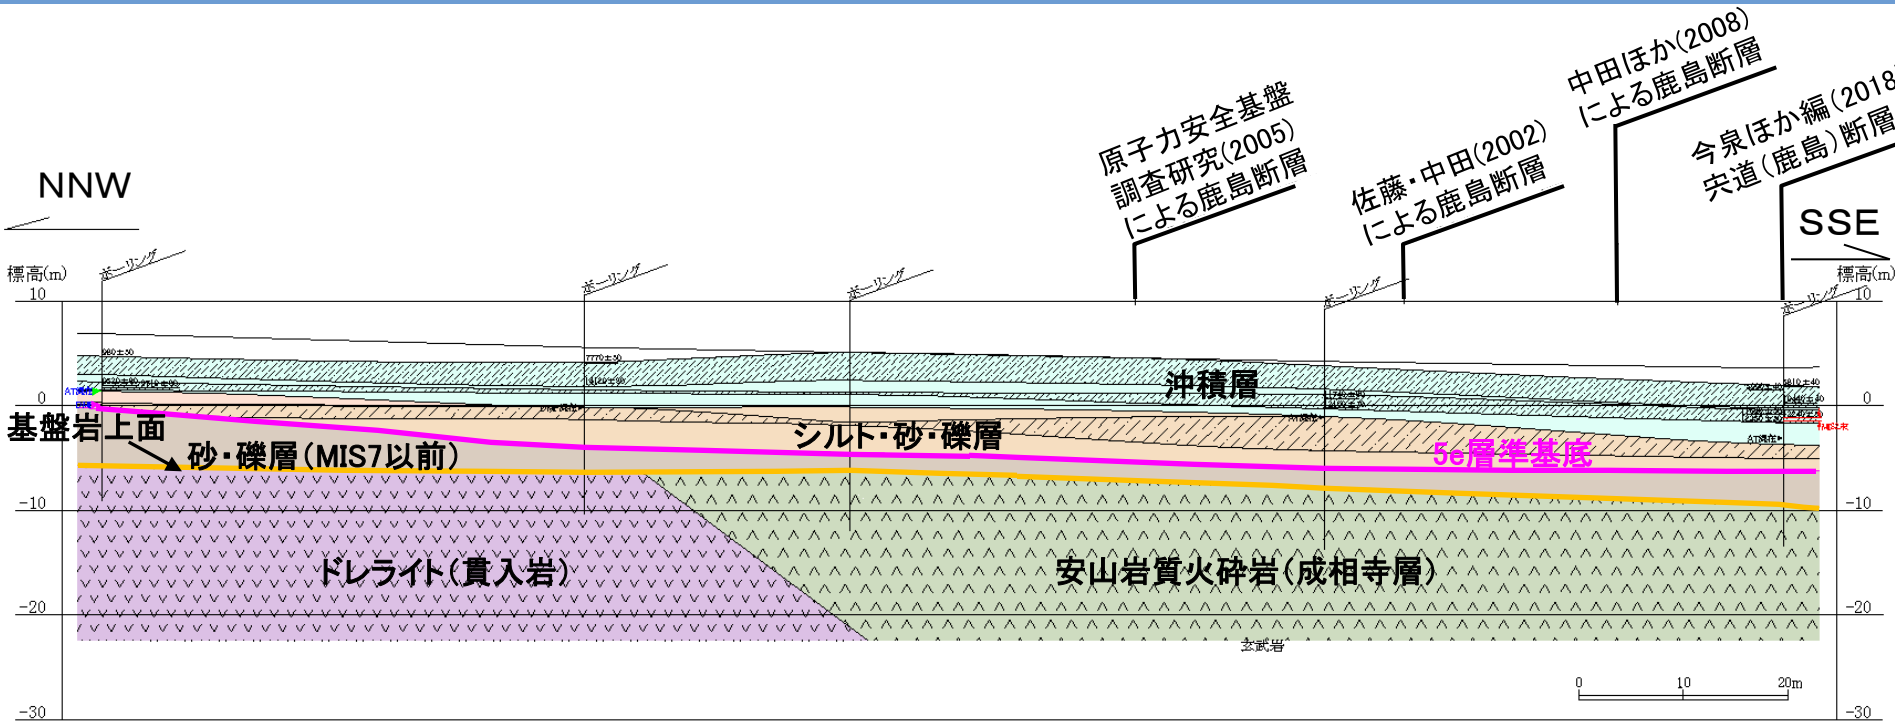 中田ほか(2008)
による鹿島断層
今泉ほか編(2018
宍道(鹿島)断層
原子力安全基盤
調査研究(2005)
による鹿島断層
佐藤・中田(2002)
による鹿島断層
NNW
SSE
標高(m)
標高(m)
ボーリング
ボーリング
ボーリング
ボーリング
ボーリング
10
10
7770±50
沖積層
0
0
基盤岩上面
シルト・砂・礫層
砂・礫層(MIS7以前)
5e層準基底
-10
-10
ドレライト(貫入岩)
安山岩質火砕岩(成相寺層)
-20
-20
玄武岩
0
10
20m
-30
-30